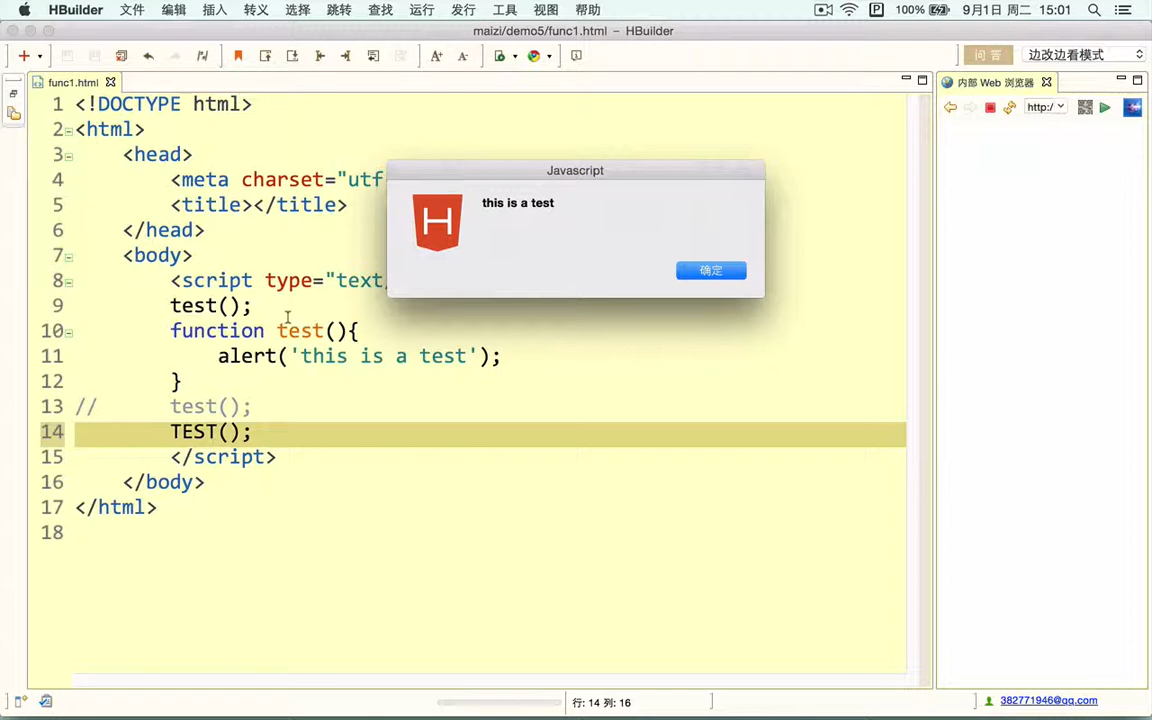 HBuilder 文件 编辑 插入 转义 选择 跳转 查找 运行 发行 工具 视图 帮助 P 100% 9月1日 周二 15:01
maizi/demo5/func1.html – HBuilder
A+ A- 问 答 边改边看模式
func1.html 内部 Web 浏览器
http:/
1 <!DOCTYPE html>
2 <html>
3 <head>
4 <meta charset="utf
5 <title></title>
6 </head>
7 <body>
8 <script type="text/
9 test();
10 function test(){
11 alert('this is a test');
12 }
13 // test();
14 TEST();
15 </script>
16 </body>
17 </html>
18
Javascript
H
this is a test
确定
行: 14 列: 16
382771946@qq.com